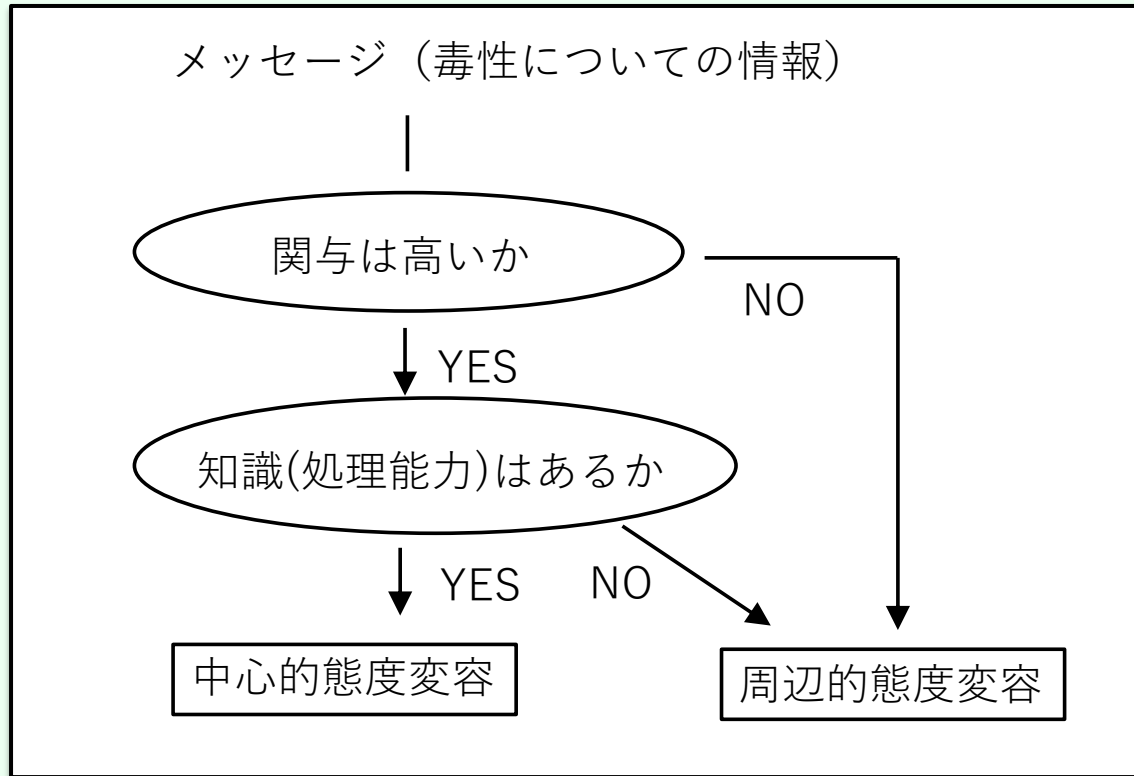 メッセージ（毒性についての情報）
関与は高いか
NO
YES
知識(処理能力)はあるか
YES
NO
中心的態度変容
周辺的態度変容